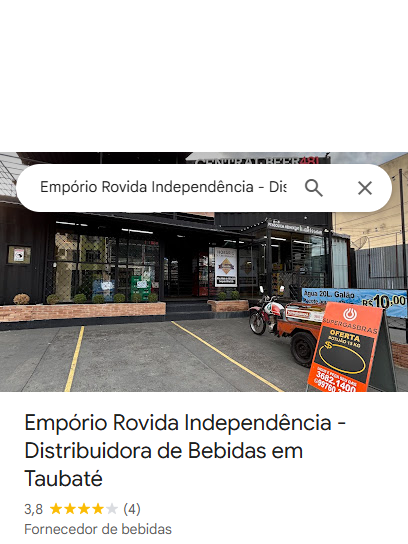 CENTRAL BEER
Empório Rovida Independência - Dis
Água 20L. Galão
R$10,00
SUPERGASBRAS
OFERTA
BOTIJÃO 13 KG
$
3682.1400
Empório Rovida Independência -
Distribuidora de Bebidas em
Taubaté
3,8 (4)
Fornecedor de bebidas